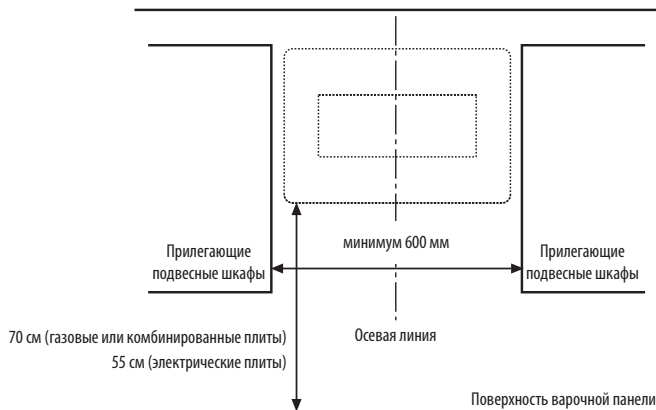 минимум 600 мм
Прилегающие
подвесные шкафы
Прилегающие
подвесные шкафы
70 см (газовые или комбинированные плиты)
55 см (электрические плиты)
Осевая линия
Поверхность варочной панели